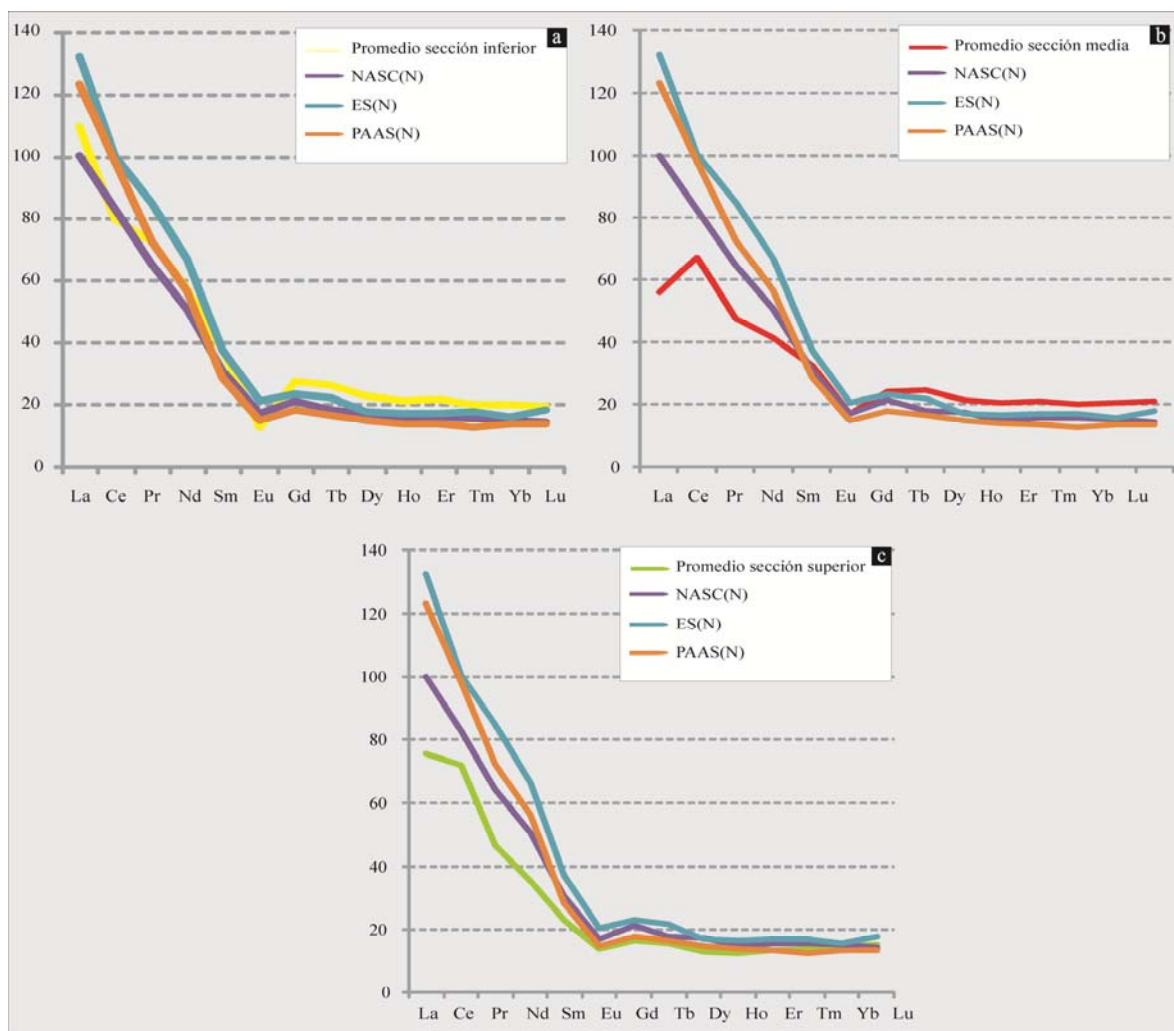 a
Promedio sección inferior
NASC(N)
ES(N)
PAAS(N)
140
120
100
80
60
40
20
0
La Ce Pr Nd Sm Eu Gd Tb Dy Ho Er Tm Yb Lu
b
Promedio sección media
NASC(N)
ES(N)
PAAS(N)
140
120
100
80
60
40
20
0
La Ce Pr Nd Sm Eu Gd Tb Dy Ho Er Tm Yb Lu
c
Promedio sección superior
NASC(N)
ES(N)
PAAS(N)
140
120
100
80
60
40
20
0
La Ce Pr Nd Sm Eu Gd Tb Dy Ho Er Tm Yb Lu